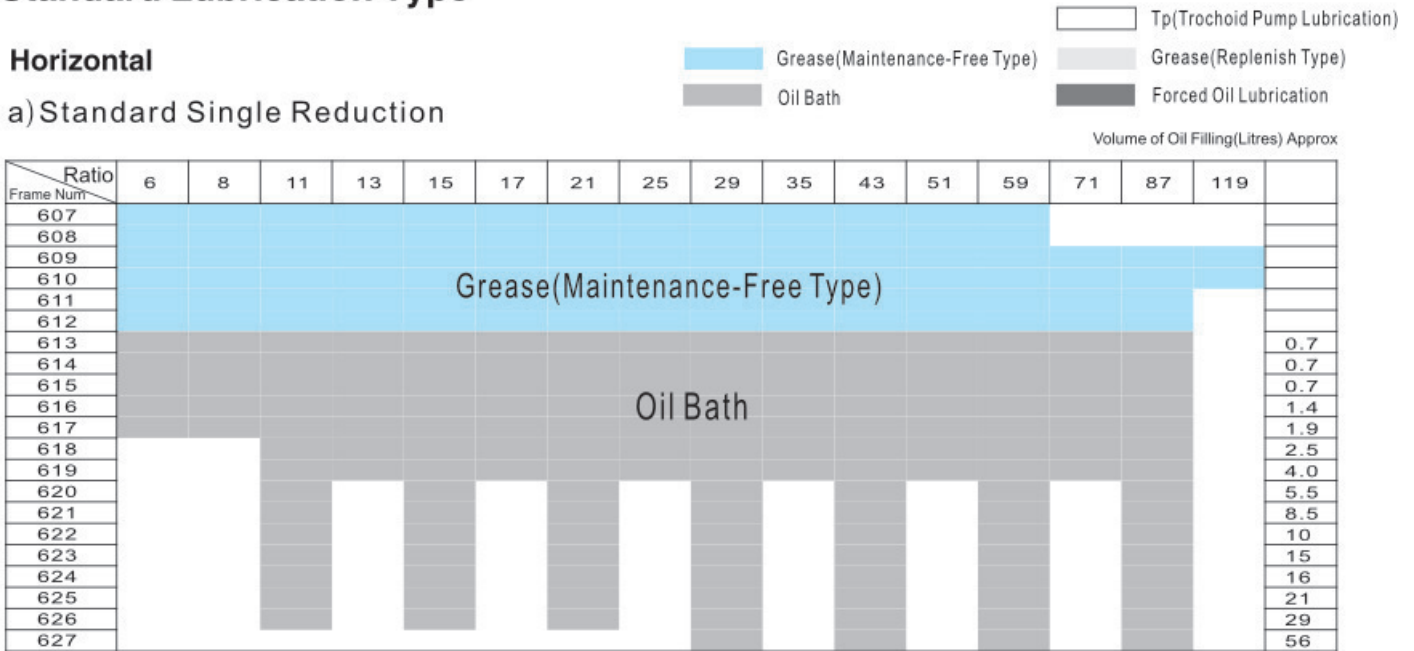 Tp(Trochoid Pump Lubrication)
Horizontal
Grease(Maintenance-Free Type)
Grease(Replenish Type)
a)Standard Single Reduction
Oil Bath
Forced Oil Lubrication
Volume of Oil Filling(Litres) Approx
Ratio
Frame Num
6 8 11 13 15 17 21 25 29 35 43 51 59 71 87 119
607
608
609
610
611
612
Grease(Maintenance-Free Type)
613 0.7
614 0.7
615 0.7
616 1.4
Oil Bath
617 1.9
618 2.5
619 4.0
620 5.5
621 8.5
622 10
623 15
624 16
625 21
626 29
627 56